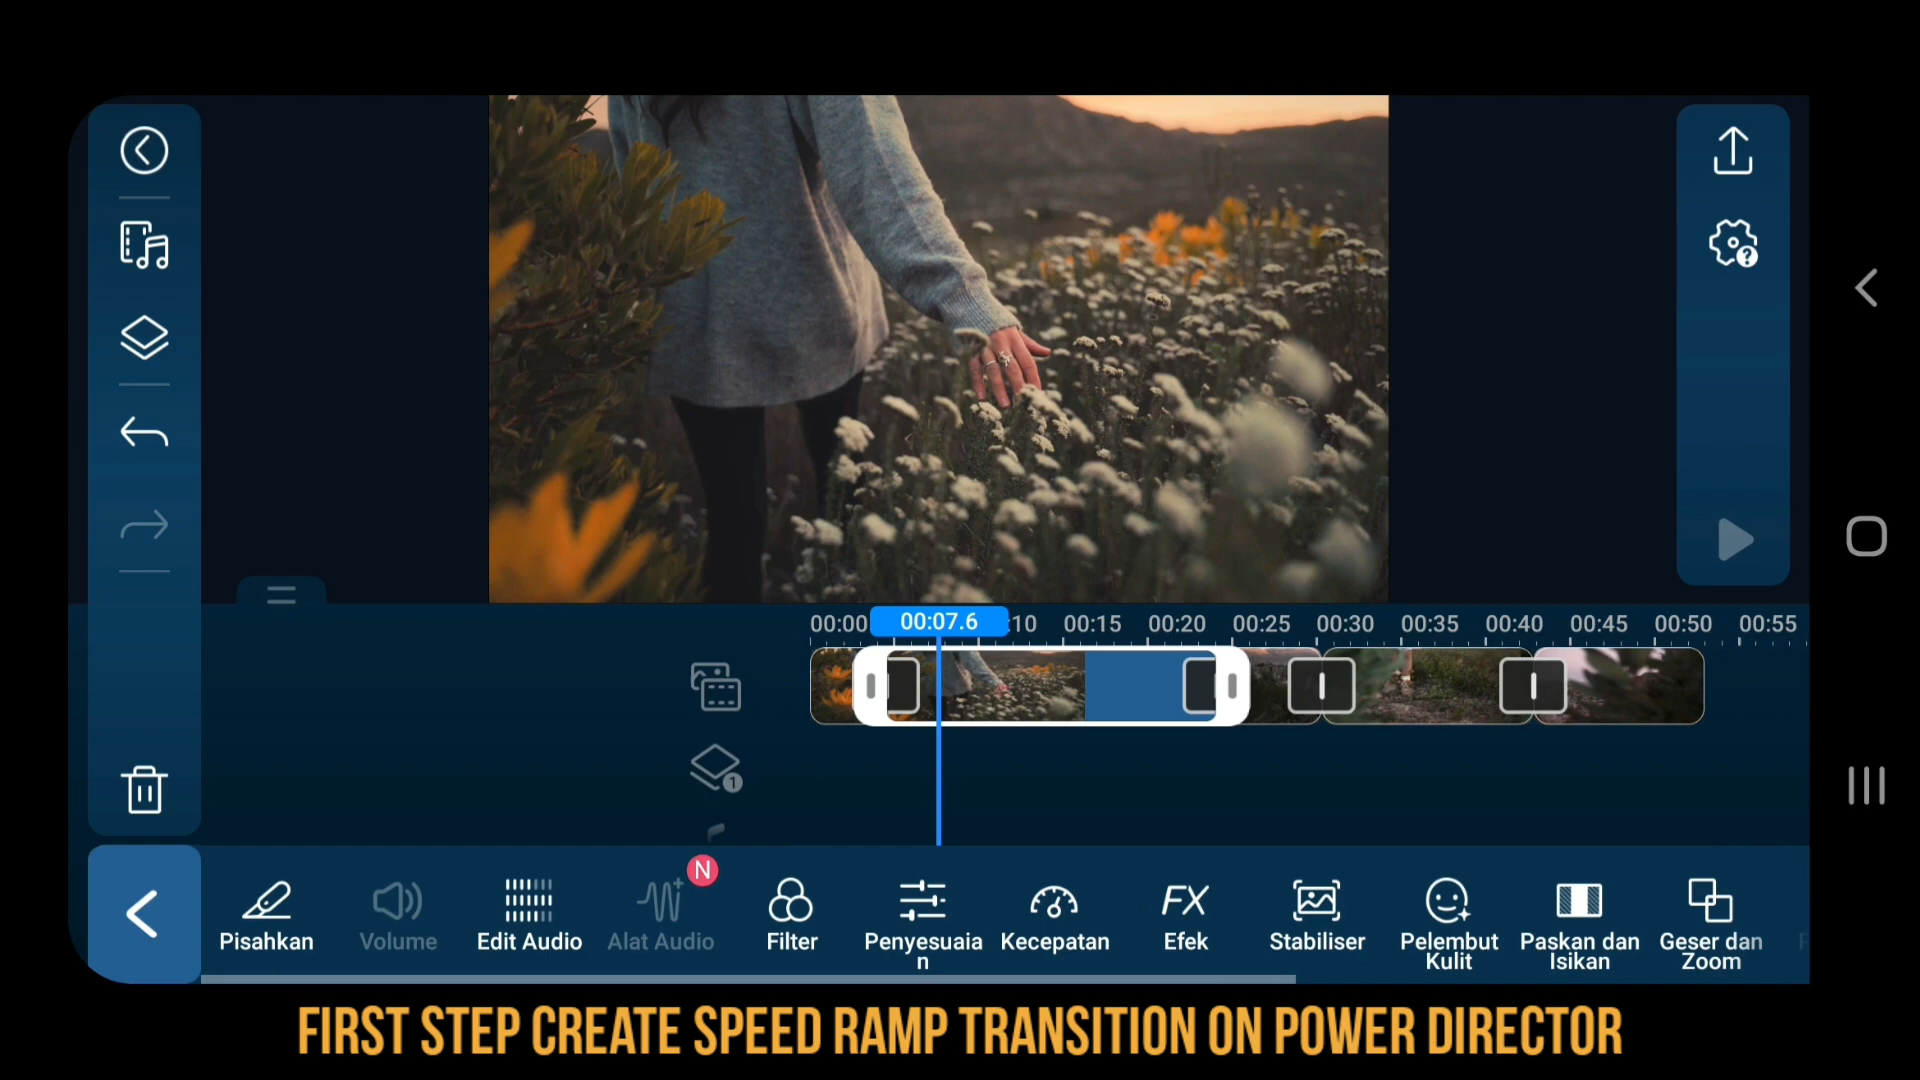 00:00
00:07.6
:10
00:15
00:20
00:25
00:30
00:35
00:40
00:45
00:50
00:55
1
N
Pisahkan
Volume
Edit Audio
Alat Audio
Filter
Penyesuaia
n
Kecepatan
FX
Efek
Stabiliser
Pelembut
Kulit
Paskan dan
Isikan
Geser dan
Zoom
FIRST STEP CREATE SPEED RAMP TRANSITION ON POWER DIRECTOR